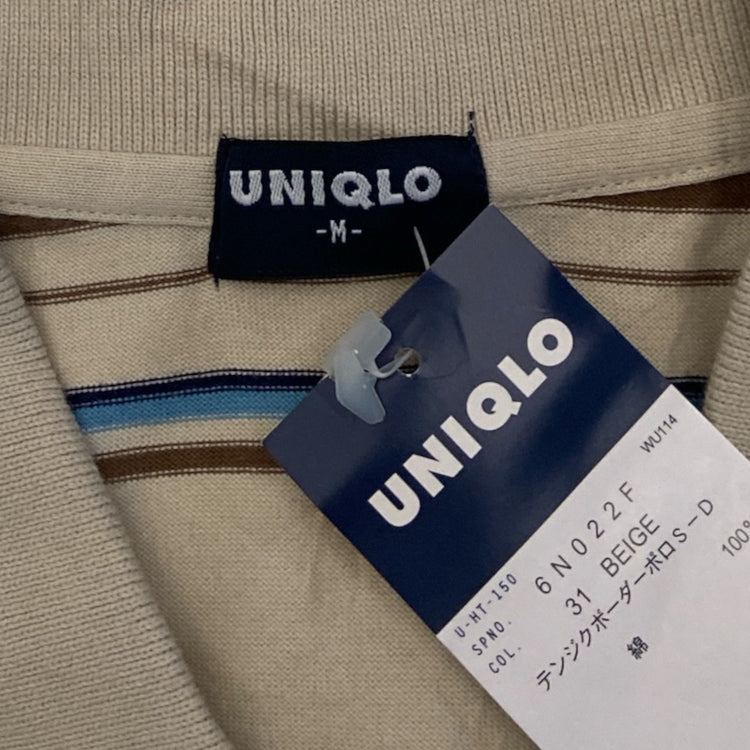 UNIQLO
-M-
UNIQLO
WU114
U-HT-150
SPNO. 6N022F
COL. 31 BEIGE
テンジクボーダーポロS-D
綿 100%